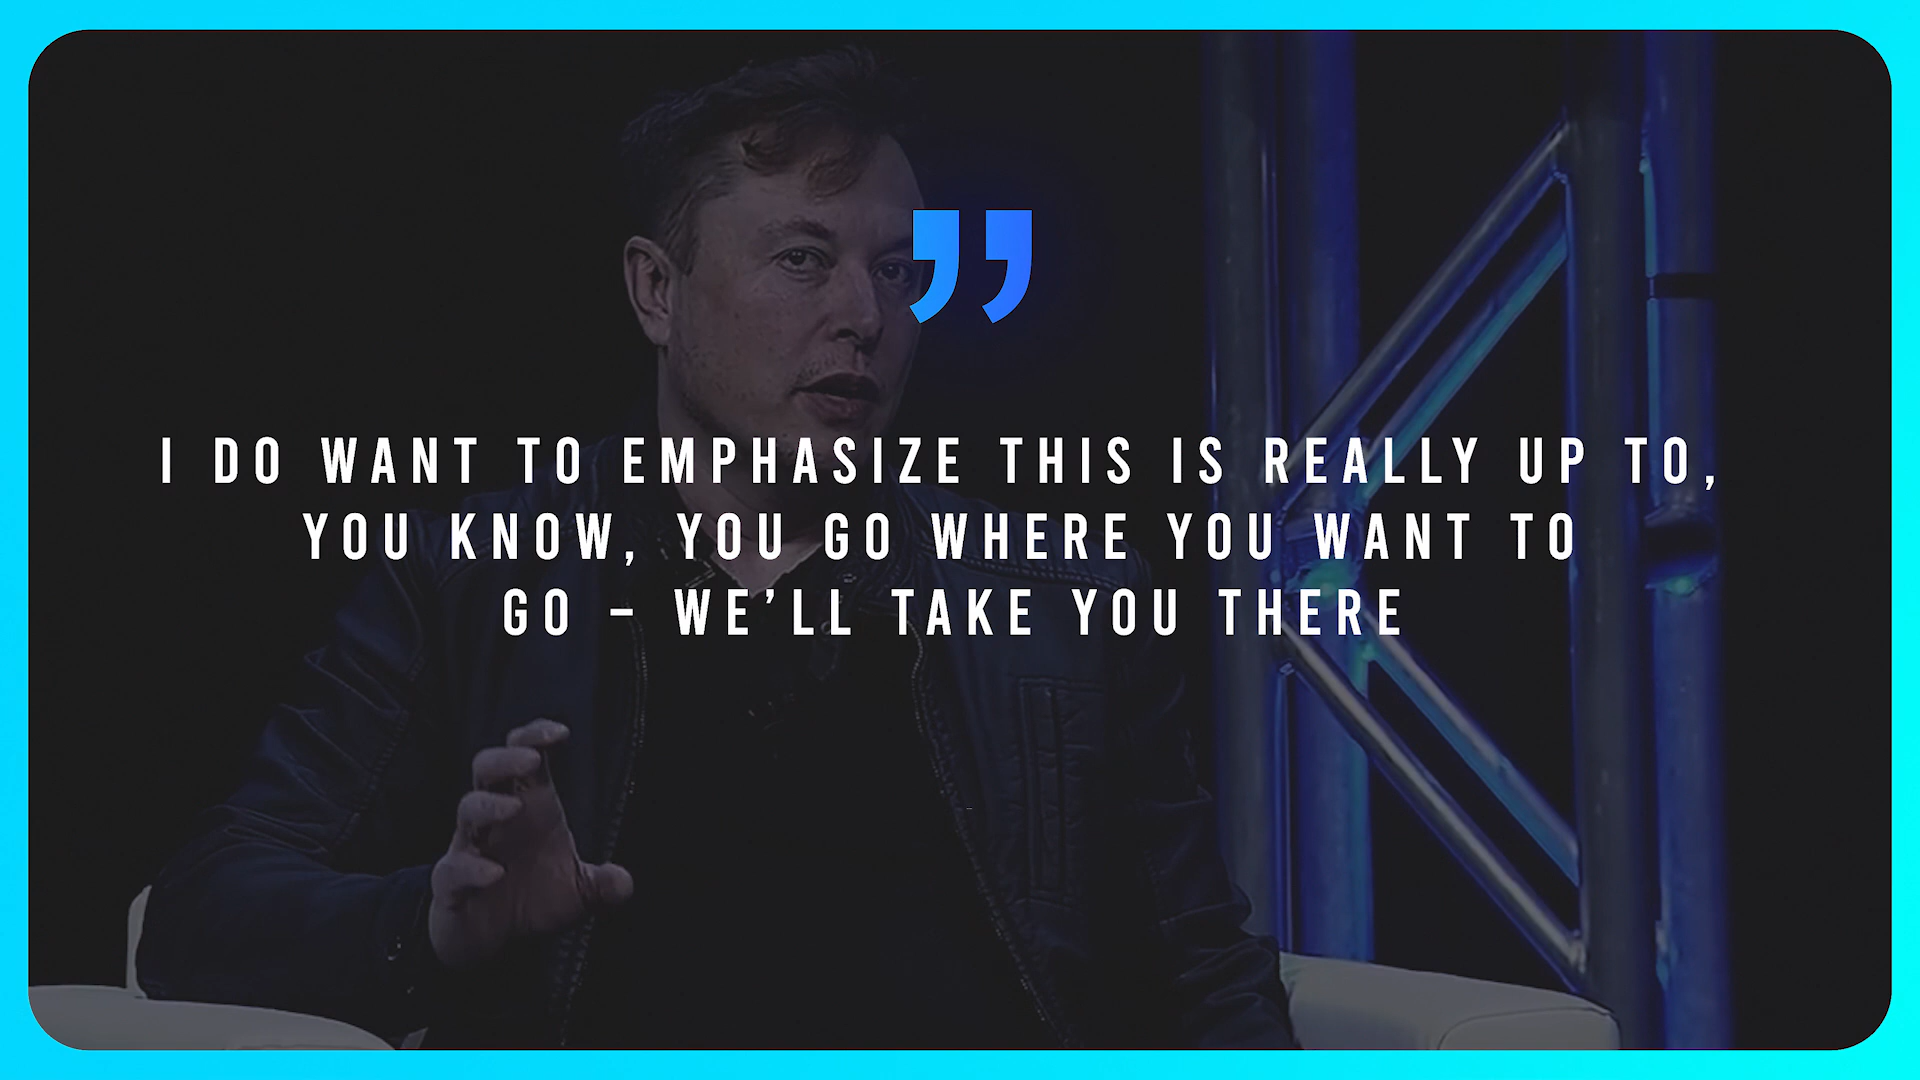 ”
I DO WANT TO EMPHASIZE THIS IS REALLY UP TO,
YOU KNOW, YOU GO WHERE YOU WANT TO
GO – WE’LL TAKE YOU THERE